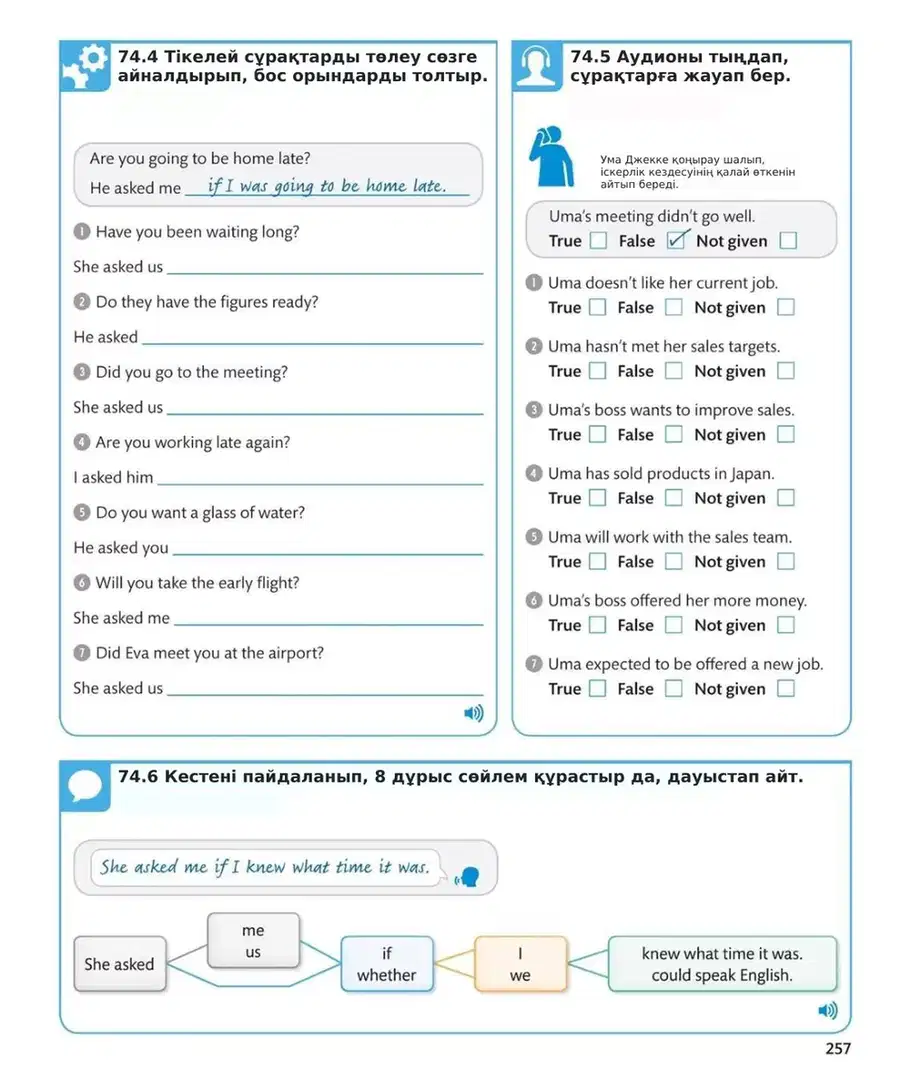 74.4 Тікелей сұрақтарды төлеу сөзге
айналдырып, бос орындарды толтыр.
Are you going to be home late?
He asked me if I was going to be home late.
1 Have you been waiting long?
She asked us
2 Do they have the figures ready?
He asked
3 Did you go to the meeting?
She asked us
4 Are you working late again?
I asked him
5 Do you want a glass of water?
He asked you
6 Will you take the early flight?
She asked me
7 Did Eva meet you at the airport?
She asked us
74.5 Аудионы тыңдап,
сұрақтарға жауап бер.
Ума Джекке қоңырау шалып,
іскерлік кездесуінің қалай өткенін
айтып береді.
Uma's meeting didn't go well.
True False Not given
1 Uma doesn't like her current job.
True False Not given
2 Uma hasn't met her sales targets.
True False Not given
3 Uma's boss wants to improve sales.
True False Not given
4 Uma has sold products in Japan.
True False Not given
5 Uma will work with the sales team.
True False Not given
6 Uma's boss offered her more money.
True False Not given
7 Uma expected to be offered a new job.
True False Not given
74.6 Кестені пайдаланып, 8 дұрыс сөйлем құрастыр да, дауыстап айт.
She asked me if I knew what time it was.
She asked
me
us
if
whether
I
we
knew what time it was.
could speak English.
257